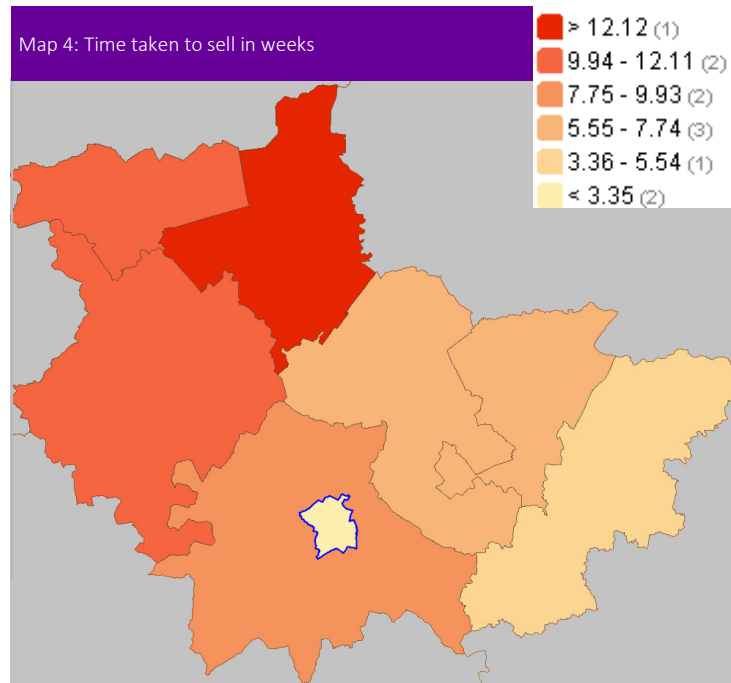 Map 4: Time taken to sell in weeks
> 12.12 (1)
9.94 - 12.11 (2)
7.75 - 9.93 (2)
5.55 - 7.74 (3)
3.36 - 5.54 (1)
< 3.35 (2)